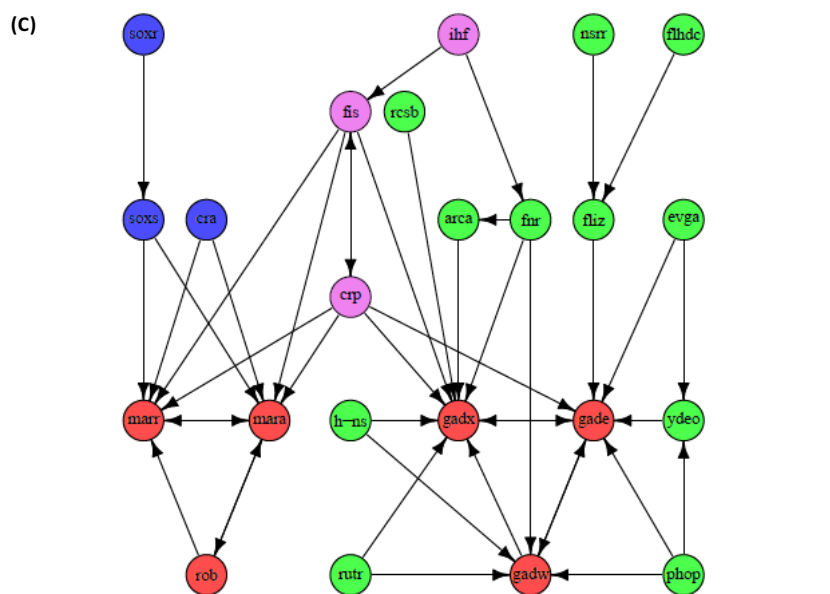 (C)
soxr
ihf
nsrr
flhdc
fis
rcsb
soxs
cra
arca
fnr
fliz
evga
crp
marr
mara
h−ns
gadx
gade
ydeo
rob
rutr
gadw
phop